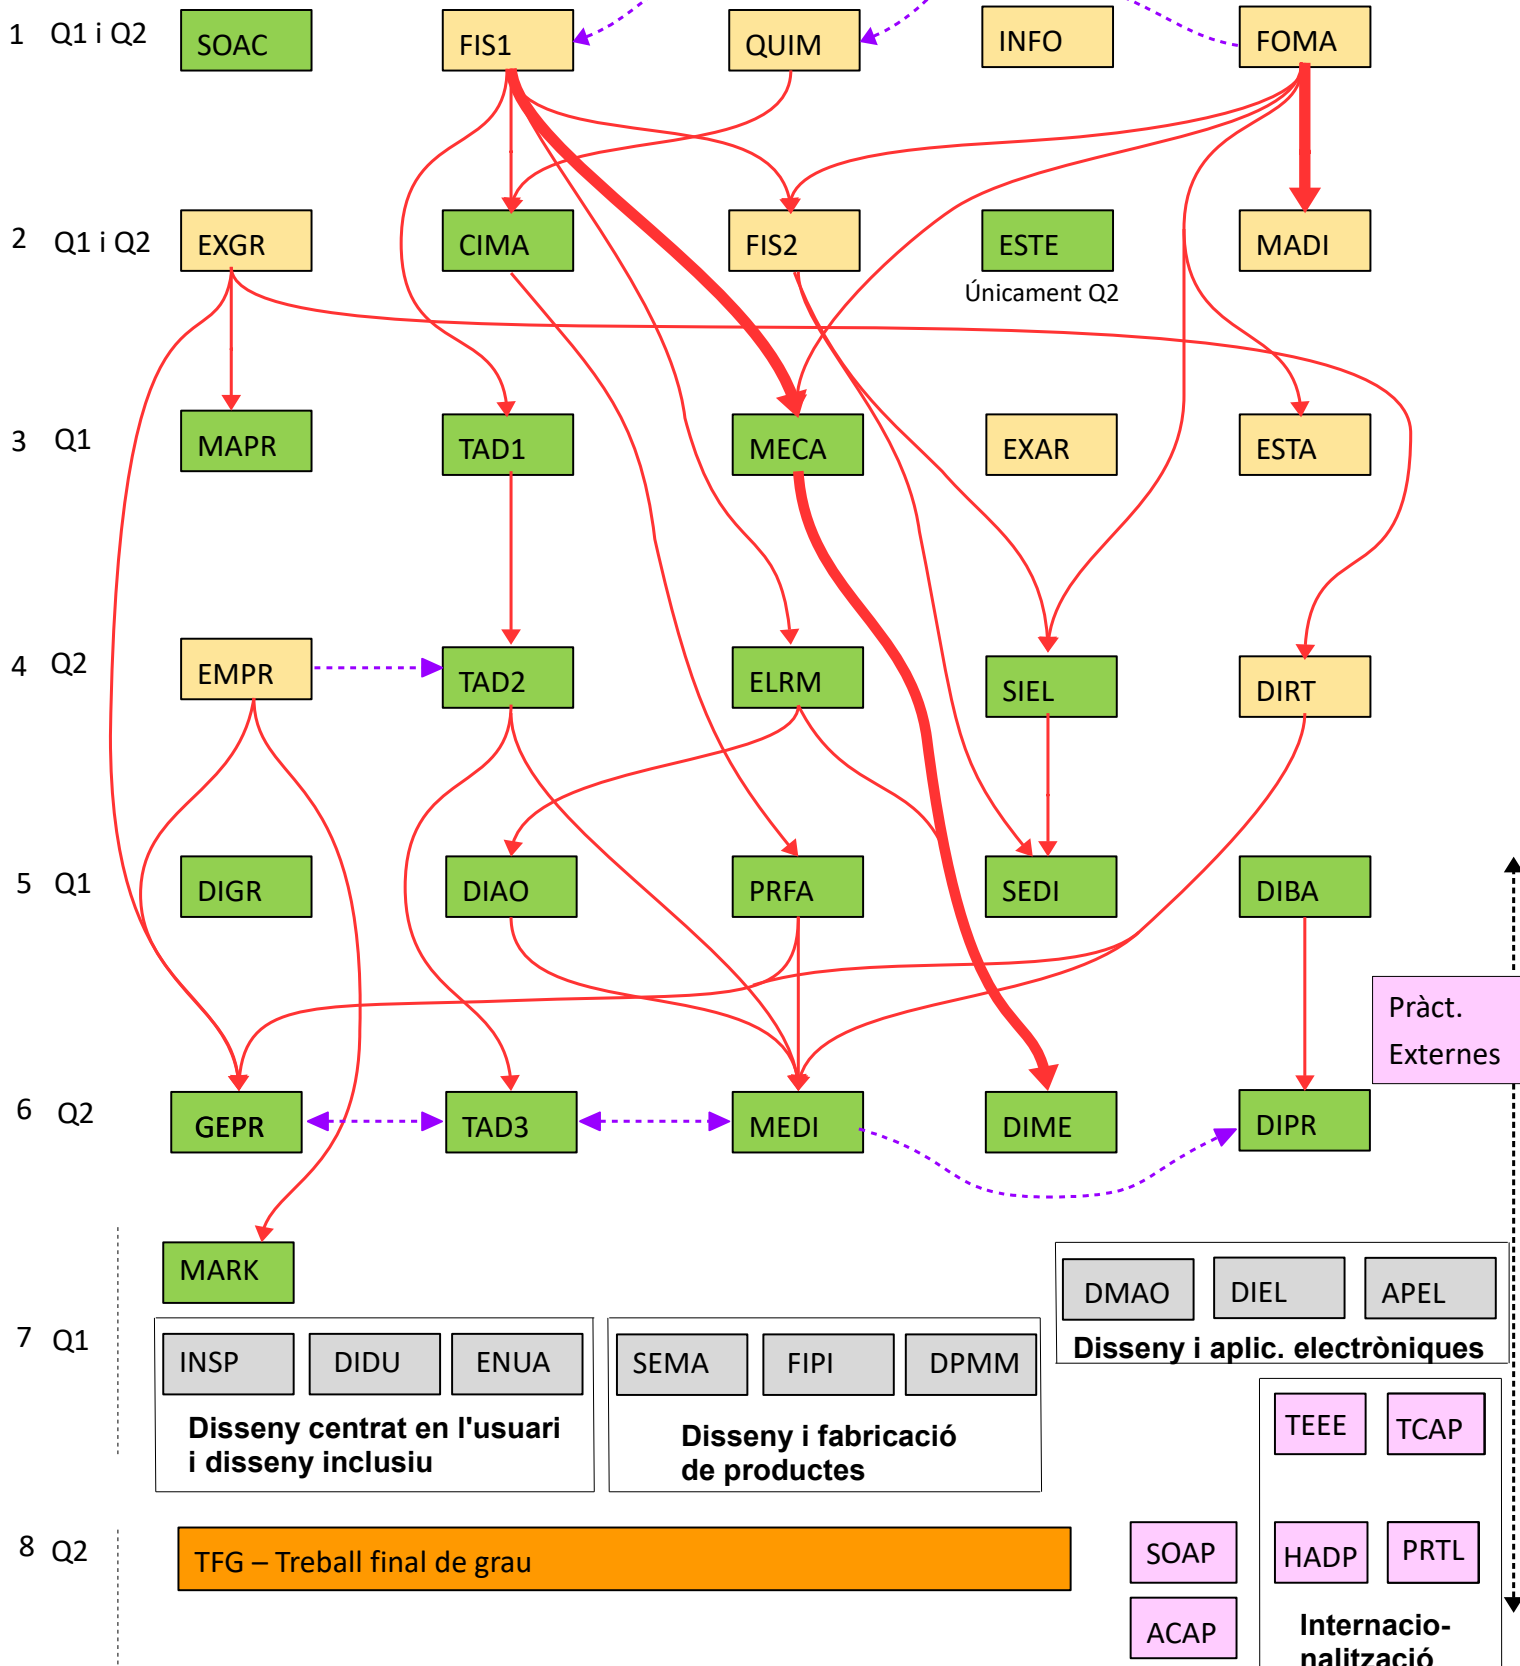 1 Q1 i Q2 SOAC FIS1 QUIM INFO FOMA
2 Q1 i Q2 EXGR CIMA FIS2 ESTE MADI
Únicament Q2
3 Q1 MAPR TAD1 MECA EXAR ESTA
4 Q2 EMPR TAD2 ELRM SIEL DIRT
5 Q1 DIGR DIAO PRFA SEDI DIBA
Pràct.
Externes
6 Q2 GEPR TAD3 MEDI DIME DIPR
MARK
DMAO DIEL APEL
Disseny i aplic. electròniques
7 Q1
INSP DIDU ENUA
Disseny centrat en l'usuari
i disseny inclusiu
SEMA FIPI DPMM
Disseny i fabricació
de productes
TEEE TCAP
8 Q2
TFG – Treball final de grau
SOAP HADP PRTL
ACAP
Internacio-
nalització